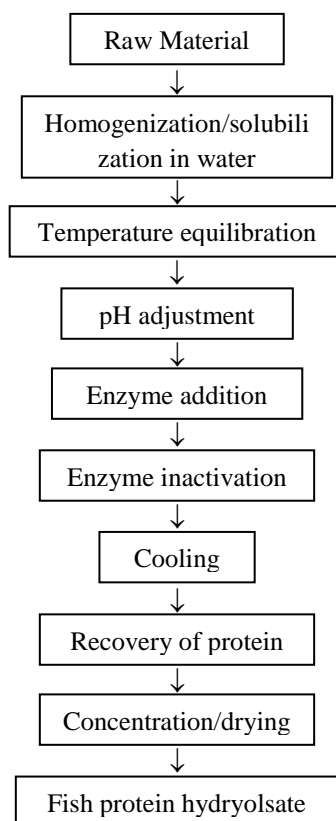 Raw Material
↓
Homogenization/solubili
zation in water
↓
Temperature equilibration
↓
pH adjustment
↓
Enzyme addition
↓
Enzyme inactivation
↓
Cooling
↓
Recovery of protein
↓
Concentration/drying
↓
Fish protein hydryolsate